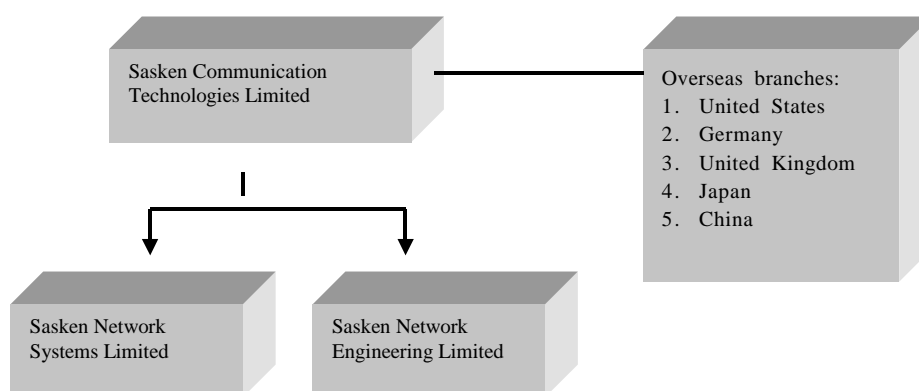 Sasken Communication
Technologies Limited
Overseas branches:
1. United States
2. Germany
3. United Kingdom
4. Japan
5. China
Sasken Network
Systems Limited
Sasken Network
Engineering Limited